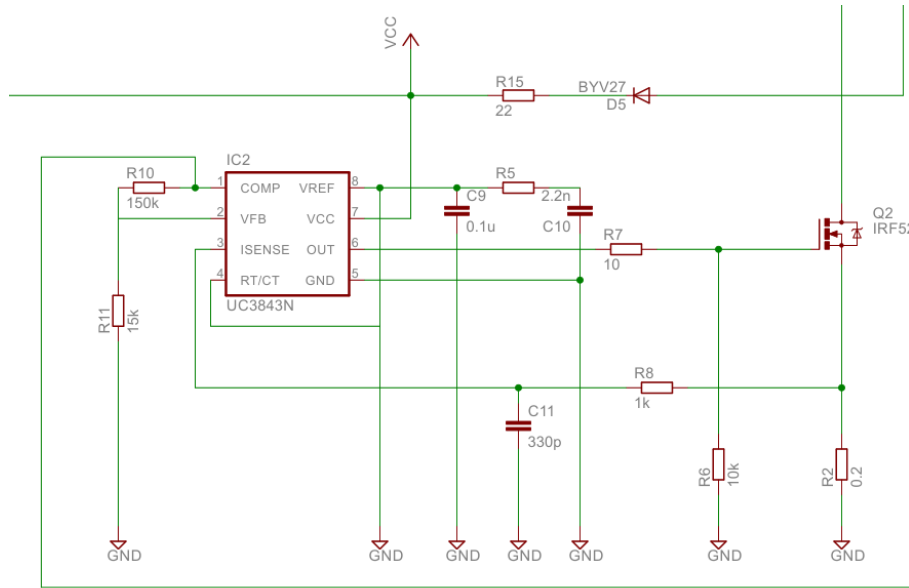 VCC
R15
22
BYV27
D5
R10
150k
IC2
1 COMP VREF 8
2 VFB VCC 7
3 ISENSE OUT 6
4 RT/CT GND 5
UC3843N
C9
0.1u
R5
2.2n
C10
R7
10
Q2
IRF52
R11
15k
R8
1k
C11
330p
R6
10k
R2
0.2
GND
GND
GND
GND
GND
GND
GND